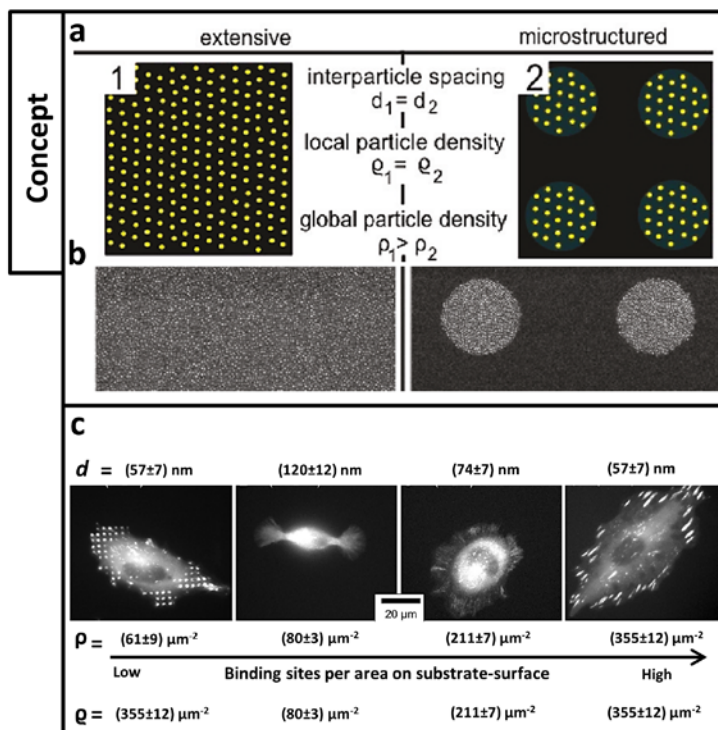 Concept
a
extensive
microstructured
1
2
interparticle spacing
d₁ = d₂
local particle density
ϱ₁ = ϱ₂
global particle density
ρ₁ > ρ₂
b
c
d = (57±7) nm (120±12) nm (74±7) nm (57±7) nm
20 μm
ρ = (61±9) μm⁻² (80±3) μm⁻² (211±7) μm⁻² (355±12) μm⁻²
Low Binding sites per area on substrate-surface High
ϱ = (355±12) μm⁻² (80±3) μm⁻² (211±7) μm⁻² (355±12) μm⁻²